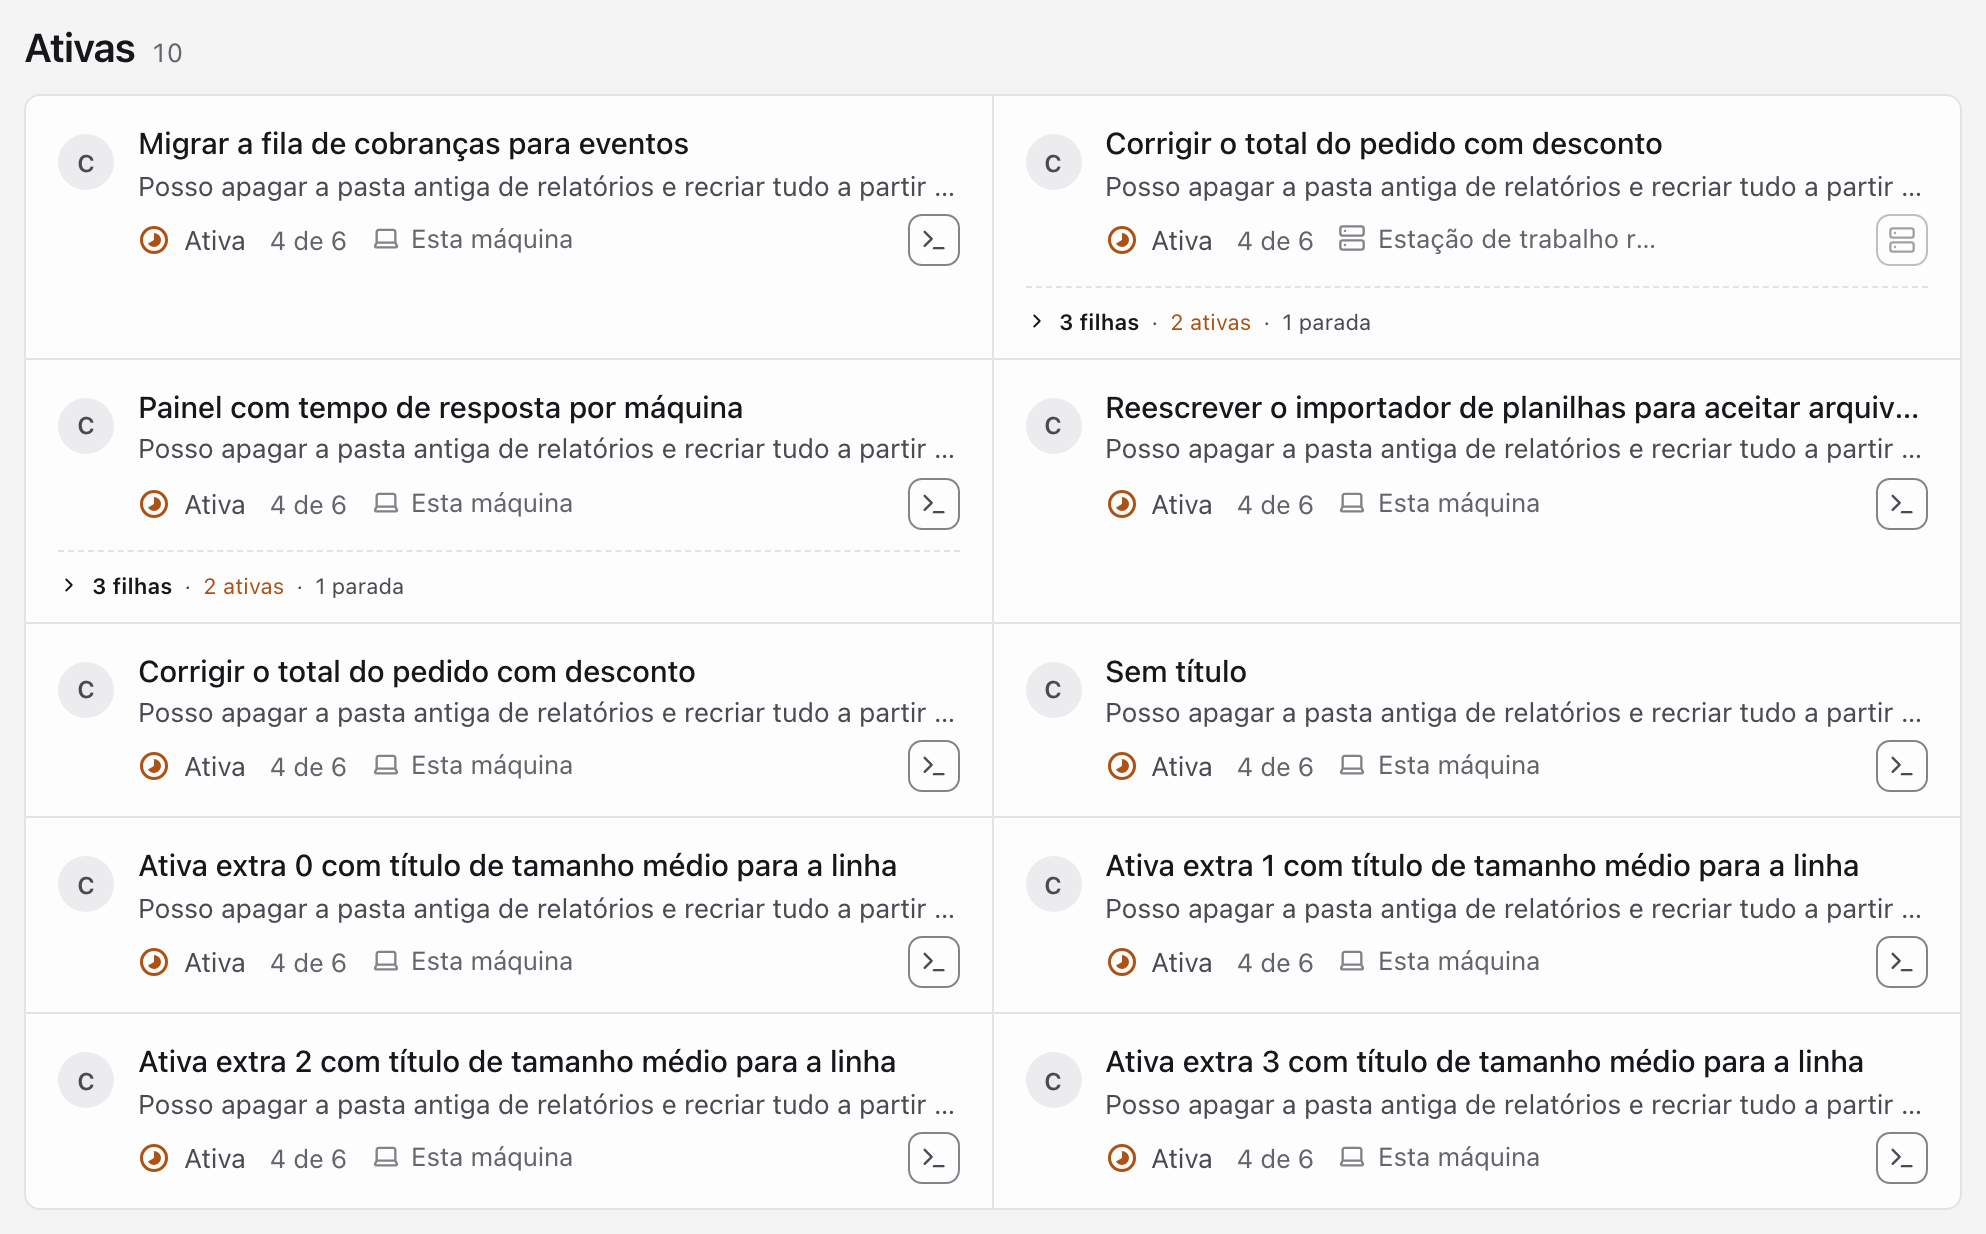 Ativas 10
C
Migrar a fila de cobranças para eventos
Posso apagar a pasta antiga de relatórios e recriar tudo a partir ...
Ativa 4 de 6 Esta máquina
C
Corrigir o total do pedido com desconto
Posso apagar a pasta antiga de relatórios e recriar tudo a partir ...
Ativa 4 de 6 Estação de trabalho r...
3 filhas · 2 ativas · 1 parada
C
Painel com tempo de resposta por máquina
Posso apagar a pasta antiga de relatórios e recriar tudo a partir ...
Ativa 4 de 6 Esta máquina
3 filhas · 2 ativas · 1 parada
C
Reescrever o importador de planilhas para aceitar arquiv...
Posso apagar a pasta antiga de relatórios e recriar tudo a partir ...
Ativa 4 de 6 Esta máquina
C
Corrigir o total do pedido com desconto
Posso apagar a pasta antiga de relatórios e recriar tudo a partir ...
Ativa 4 de 6 Esta máquina
C
Sem título
Posso apagar a pasta antiga de relatórios e recriar tudo a partir ...
Ativa 4 de 6 Esta máquina
C
Ativa extra 0 com título de tamanho médio para a linha
Posso apagar a pasta antiga de relatórios e recriar tudo a partir ...
Ativa 4 de 6 Esta máquina
C
Ativa extra 1 com título de tamanho médio para a linha
Posso apagar a pasta antiga de relatórios e recriar tudo a partir ...
Ativa 4 de 6 Esta máquina
C
Ativa extra 2 com título de tamanho médio para a linha
Posso apagar a pasta antiga de relatórios e recriar tudo a partir ...
Ativa 4 de 6 Esta máquina
C
Ativa extra 3 com título de tamanho médio para a linha
Posso apagar a pasta antiga de relatórios e recriar tudo a partir ...
Ativa 4 de 6 Esta máquina